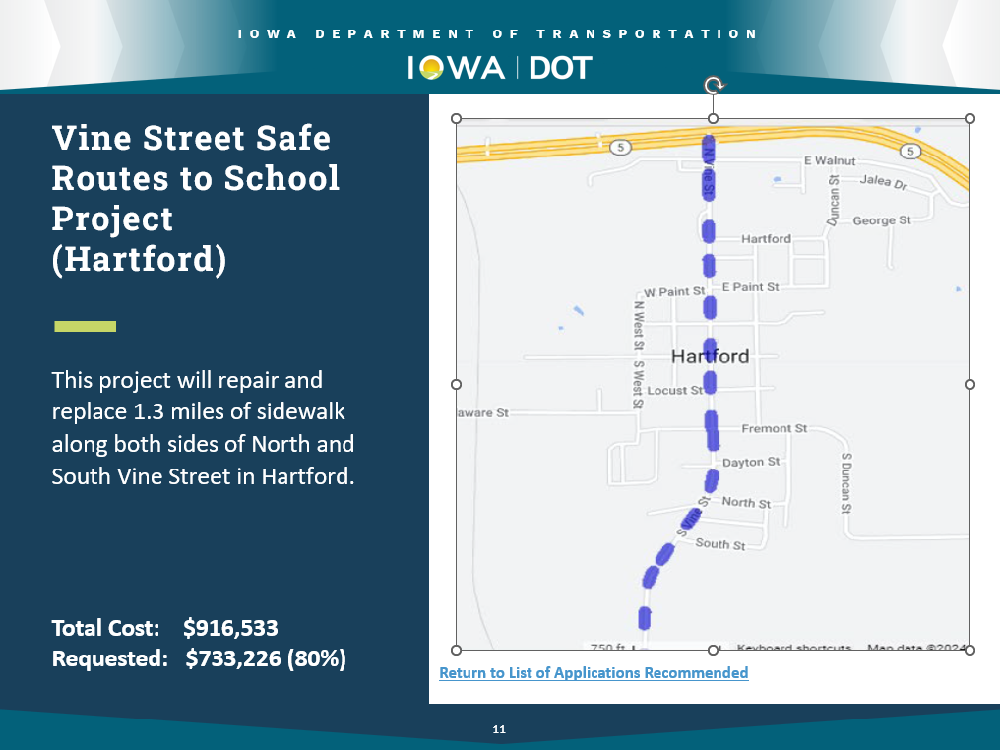 IOWA DEPARTMENT OF TRANSPORTATION
IOWA | DOT
Vine Street Safe
Routes to School
Project
(Hartford)
This project will repair and
replace 1.3 miles of sidewalk
along both sides of North and
South Vine Street in Hartford.
Total Cost: $916,533
Requested: $733,226 (80%)
5
5
N Vine St
E Walnut
Jalea Dr
Duncan St
George St
Hartford
W Paint St
E Paint St
N West St
Hartford
S West St
Locust St
aware St
Fremont St
Dayton St
S Duncan St
North St
S Vine St
South St
750 ft
Keyboard shortcuts
Map data ©2024
Return to List of Applications Recommended
11